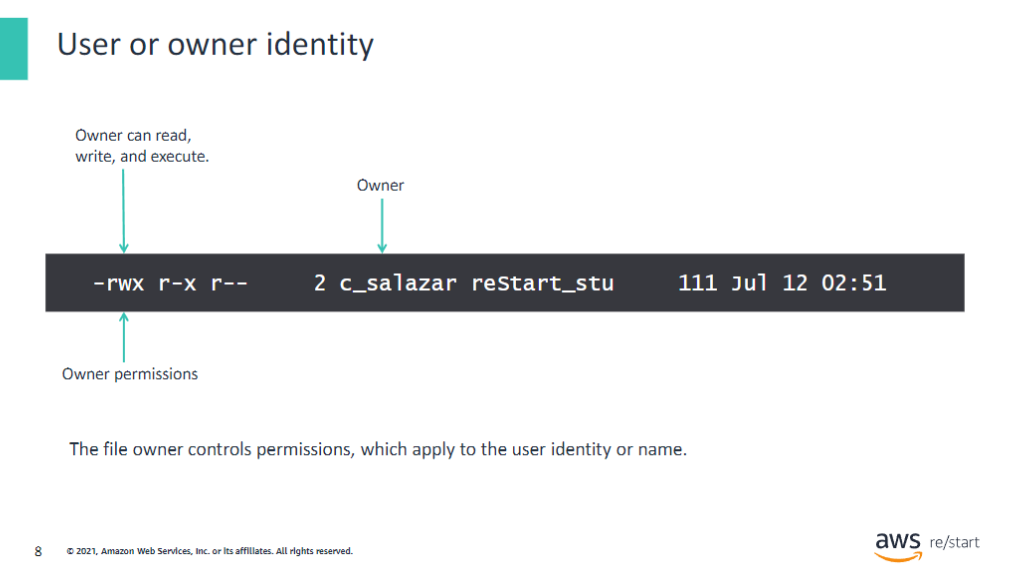 User or owner identity
Owner can read,
write, and execute.
Owner
-rwx r-x r-- 2 c_salazar reStart_stu 111 Jul 12 02:51
Owner permissions
The file owner controls permissions, which apply to the user identity or name.
8 © 2021, Amazon Web Services, Inc. or its affiliates. All rights reserved.
aws re/start